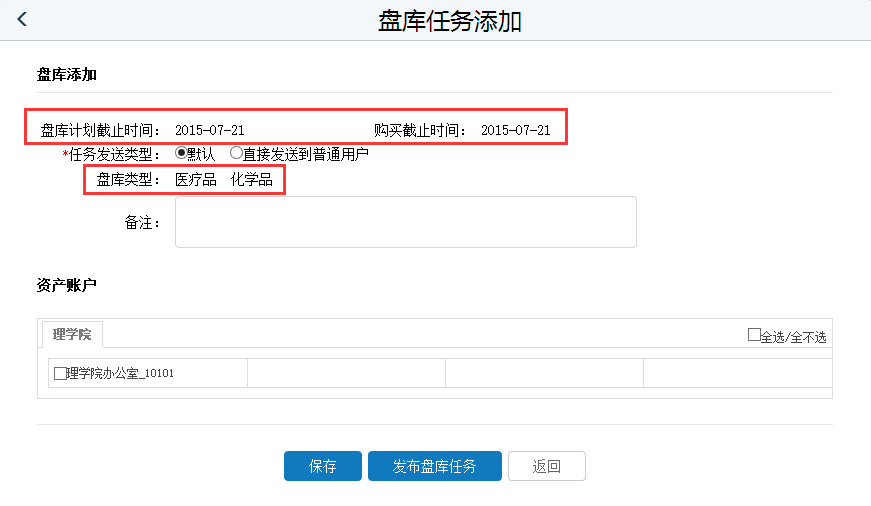 盘库任务添加
盘库添加
盘库计划截止时间： 2015-07-21 购买截止时间： 2015-07-21
*任务发送类型： 默认 直接发送到普通用户
盘库类型： 医疗品 化学品
备注：
资产账户
理学院 全选/全不选
理学院办公室_10101
保存 发布盘库任务 返回